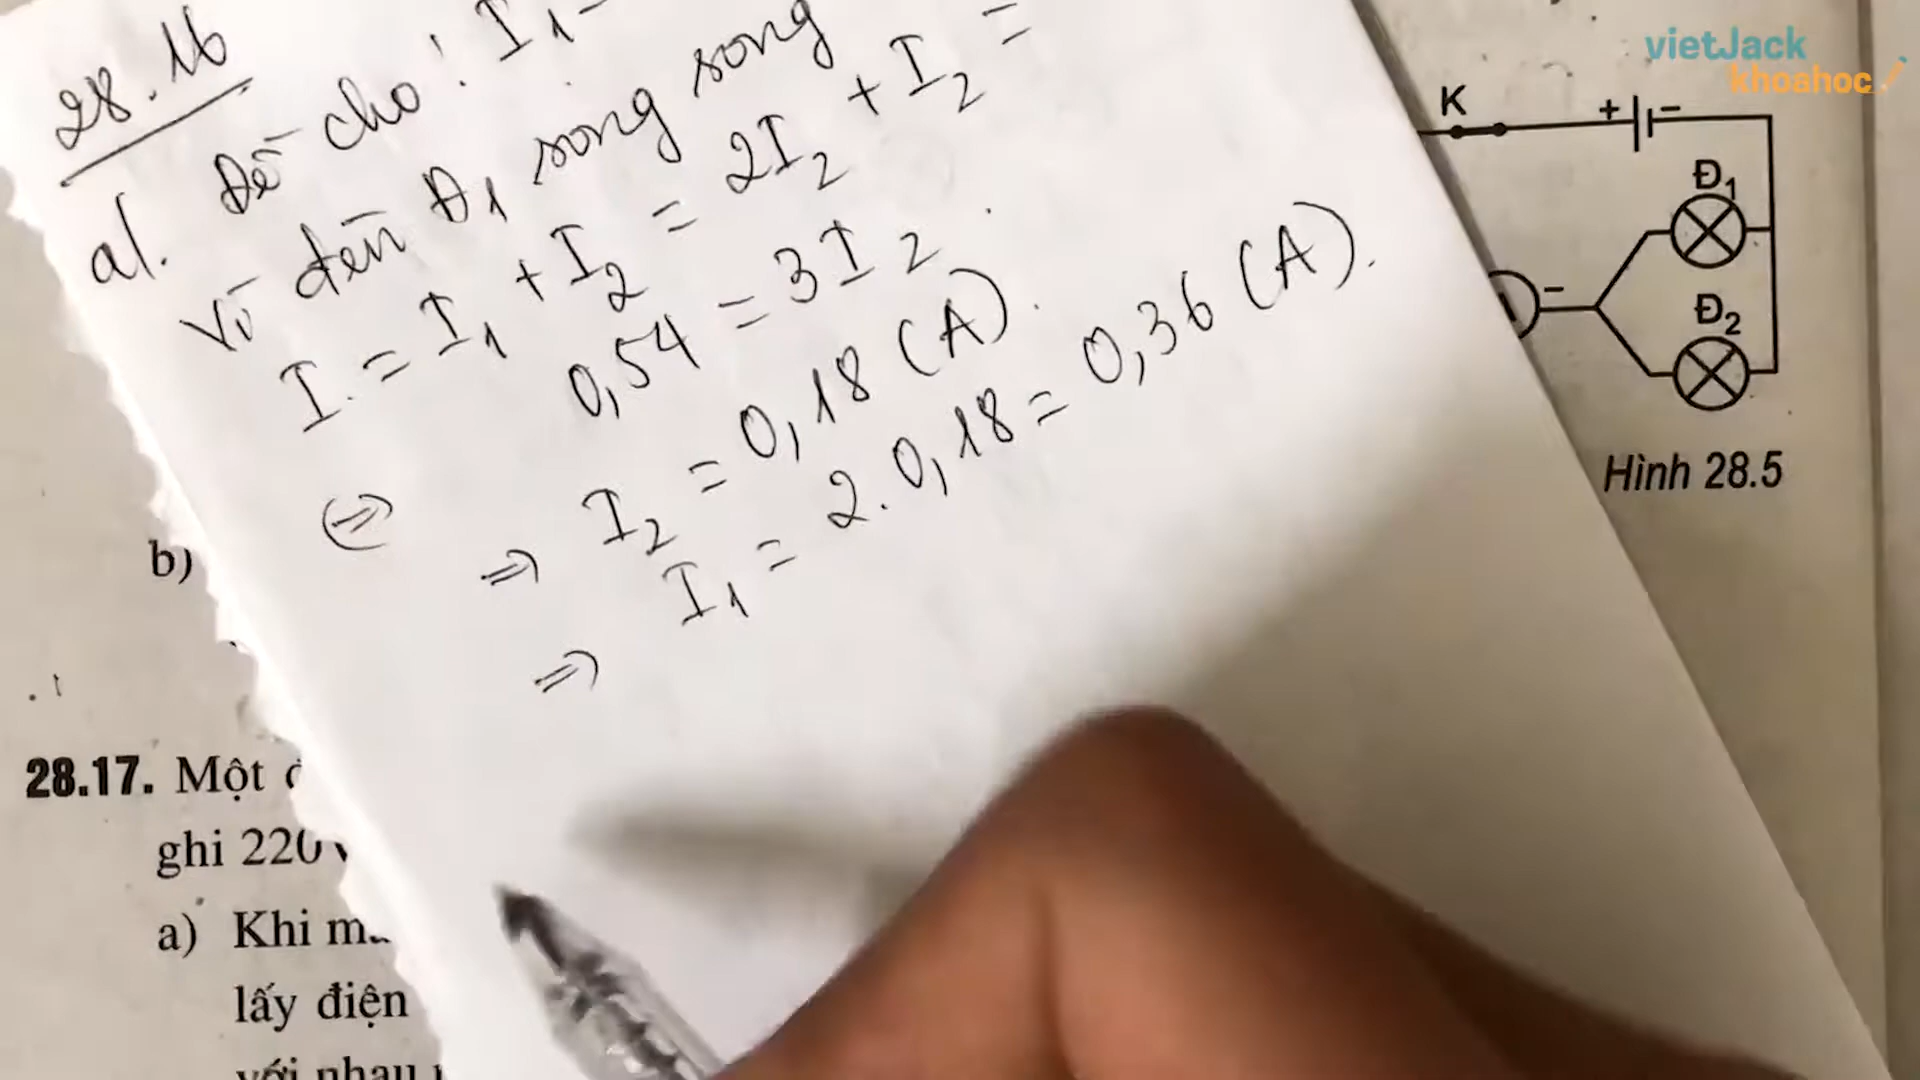 vietJack
khoahoc
28.16
a). Đề cho: I1
Vì đèn Đ1 song song
I = I1 + I2 = 2I2 + I2 =
(=>) 0,54 = 3I2.
=> I2 = 0,18 (A).
=> I1 = 2. 0,18 = 0,36 (A).
K
+ -
Đ1
-
Đ2
Hình 28.5
b)
28.17. Một
ghi 220
a) Khi
lấy điện
với nhau